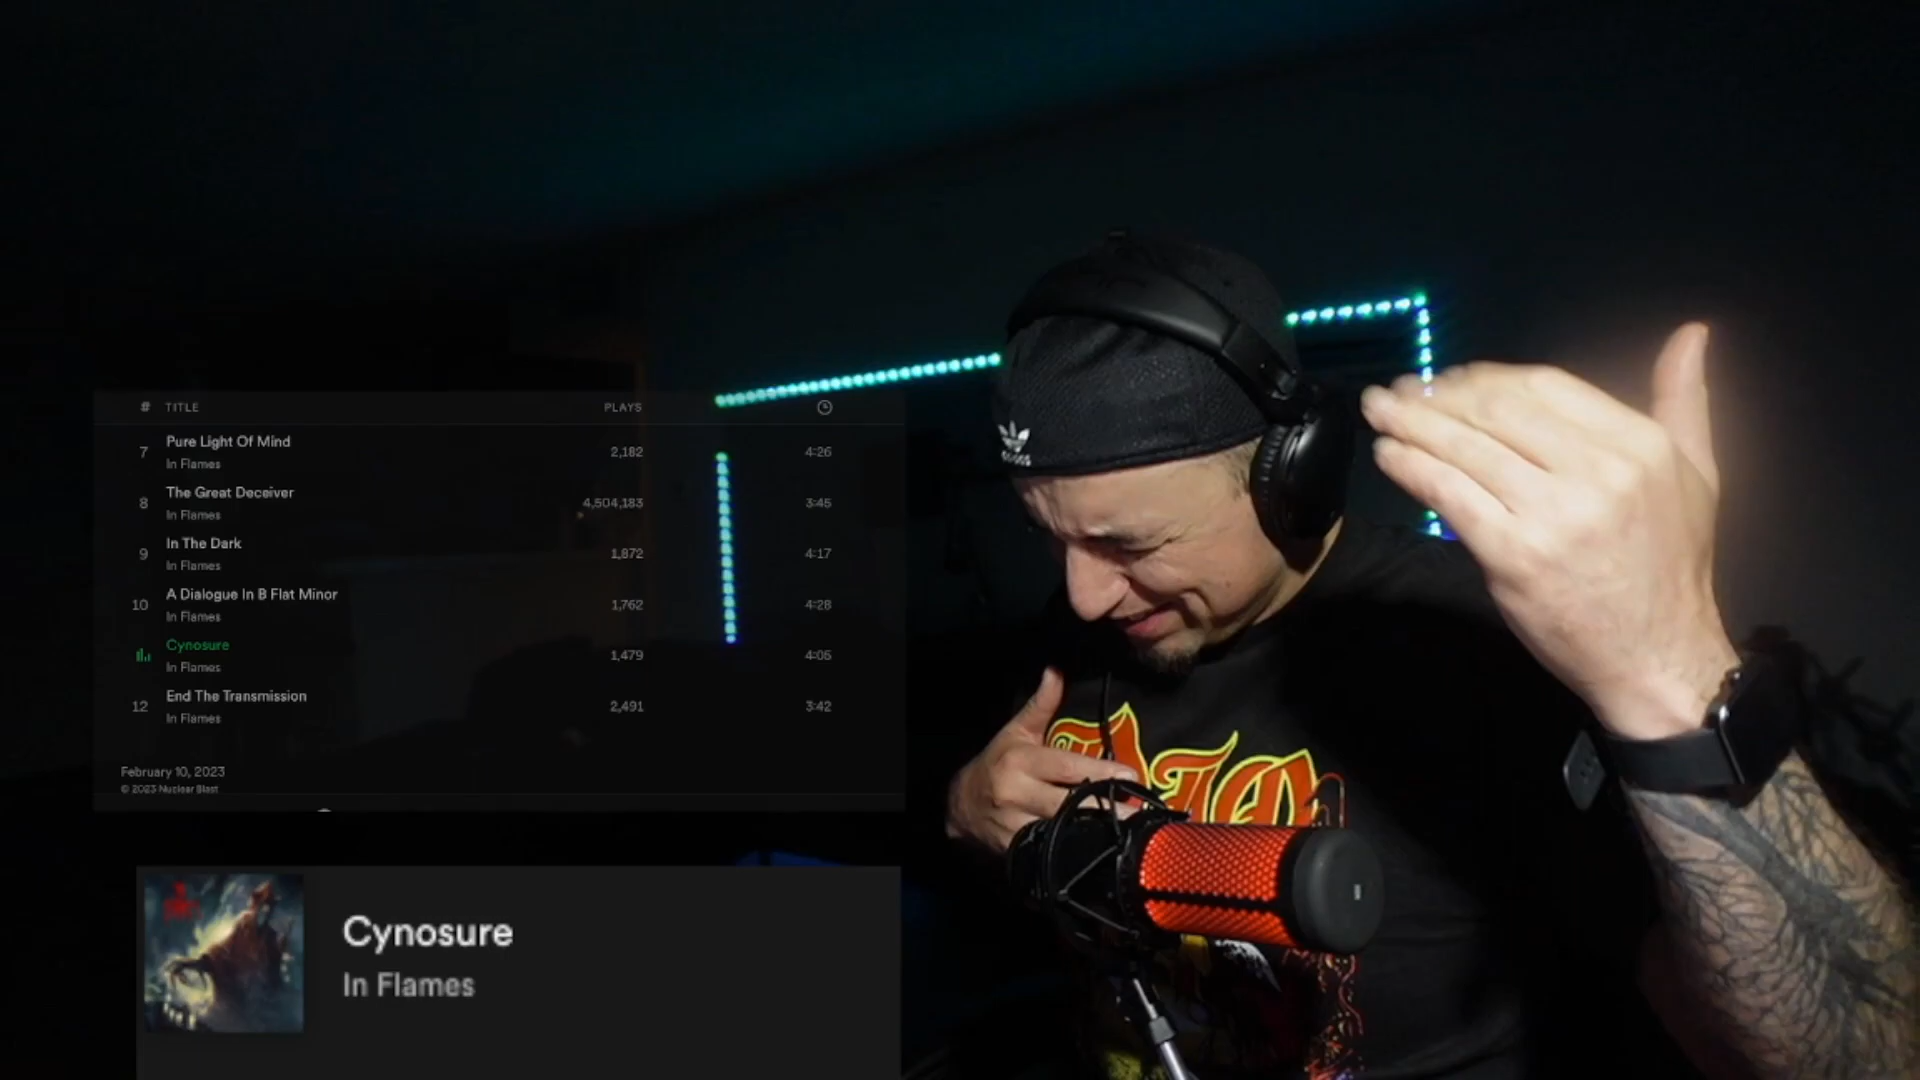 # TITLE PLAYS
7 Pure Light Of Mind 2,182 4:26
In Flames
8 The Great Deceiver 4,504,183 3:45
In Flames
9 In The Dark 1,872 4:17
In Flames
10 A Dialogue In B Flat Minor 1,762 4:28
In Flames
Cynosure 1,479 4:05
In Flames
12 End The Transmission 2,491 3:42
In Flames
February 10, 2023
© 2023 Nuclear Blast
DIO
Cynosure
In Flames